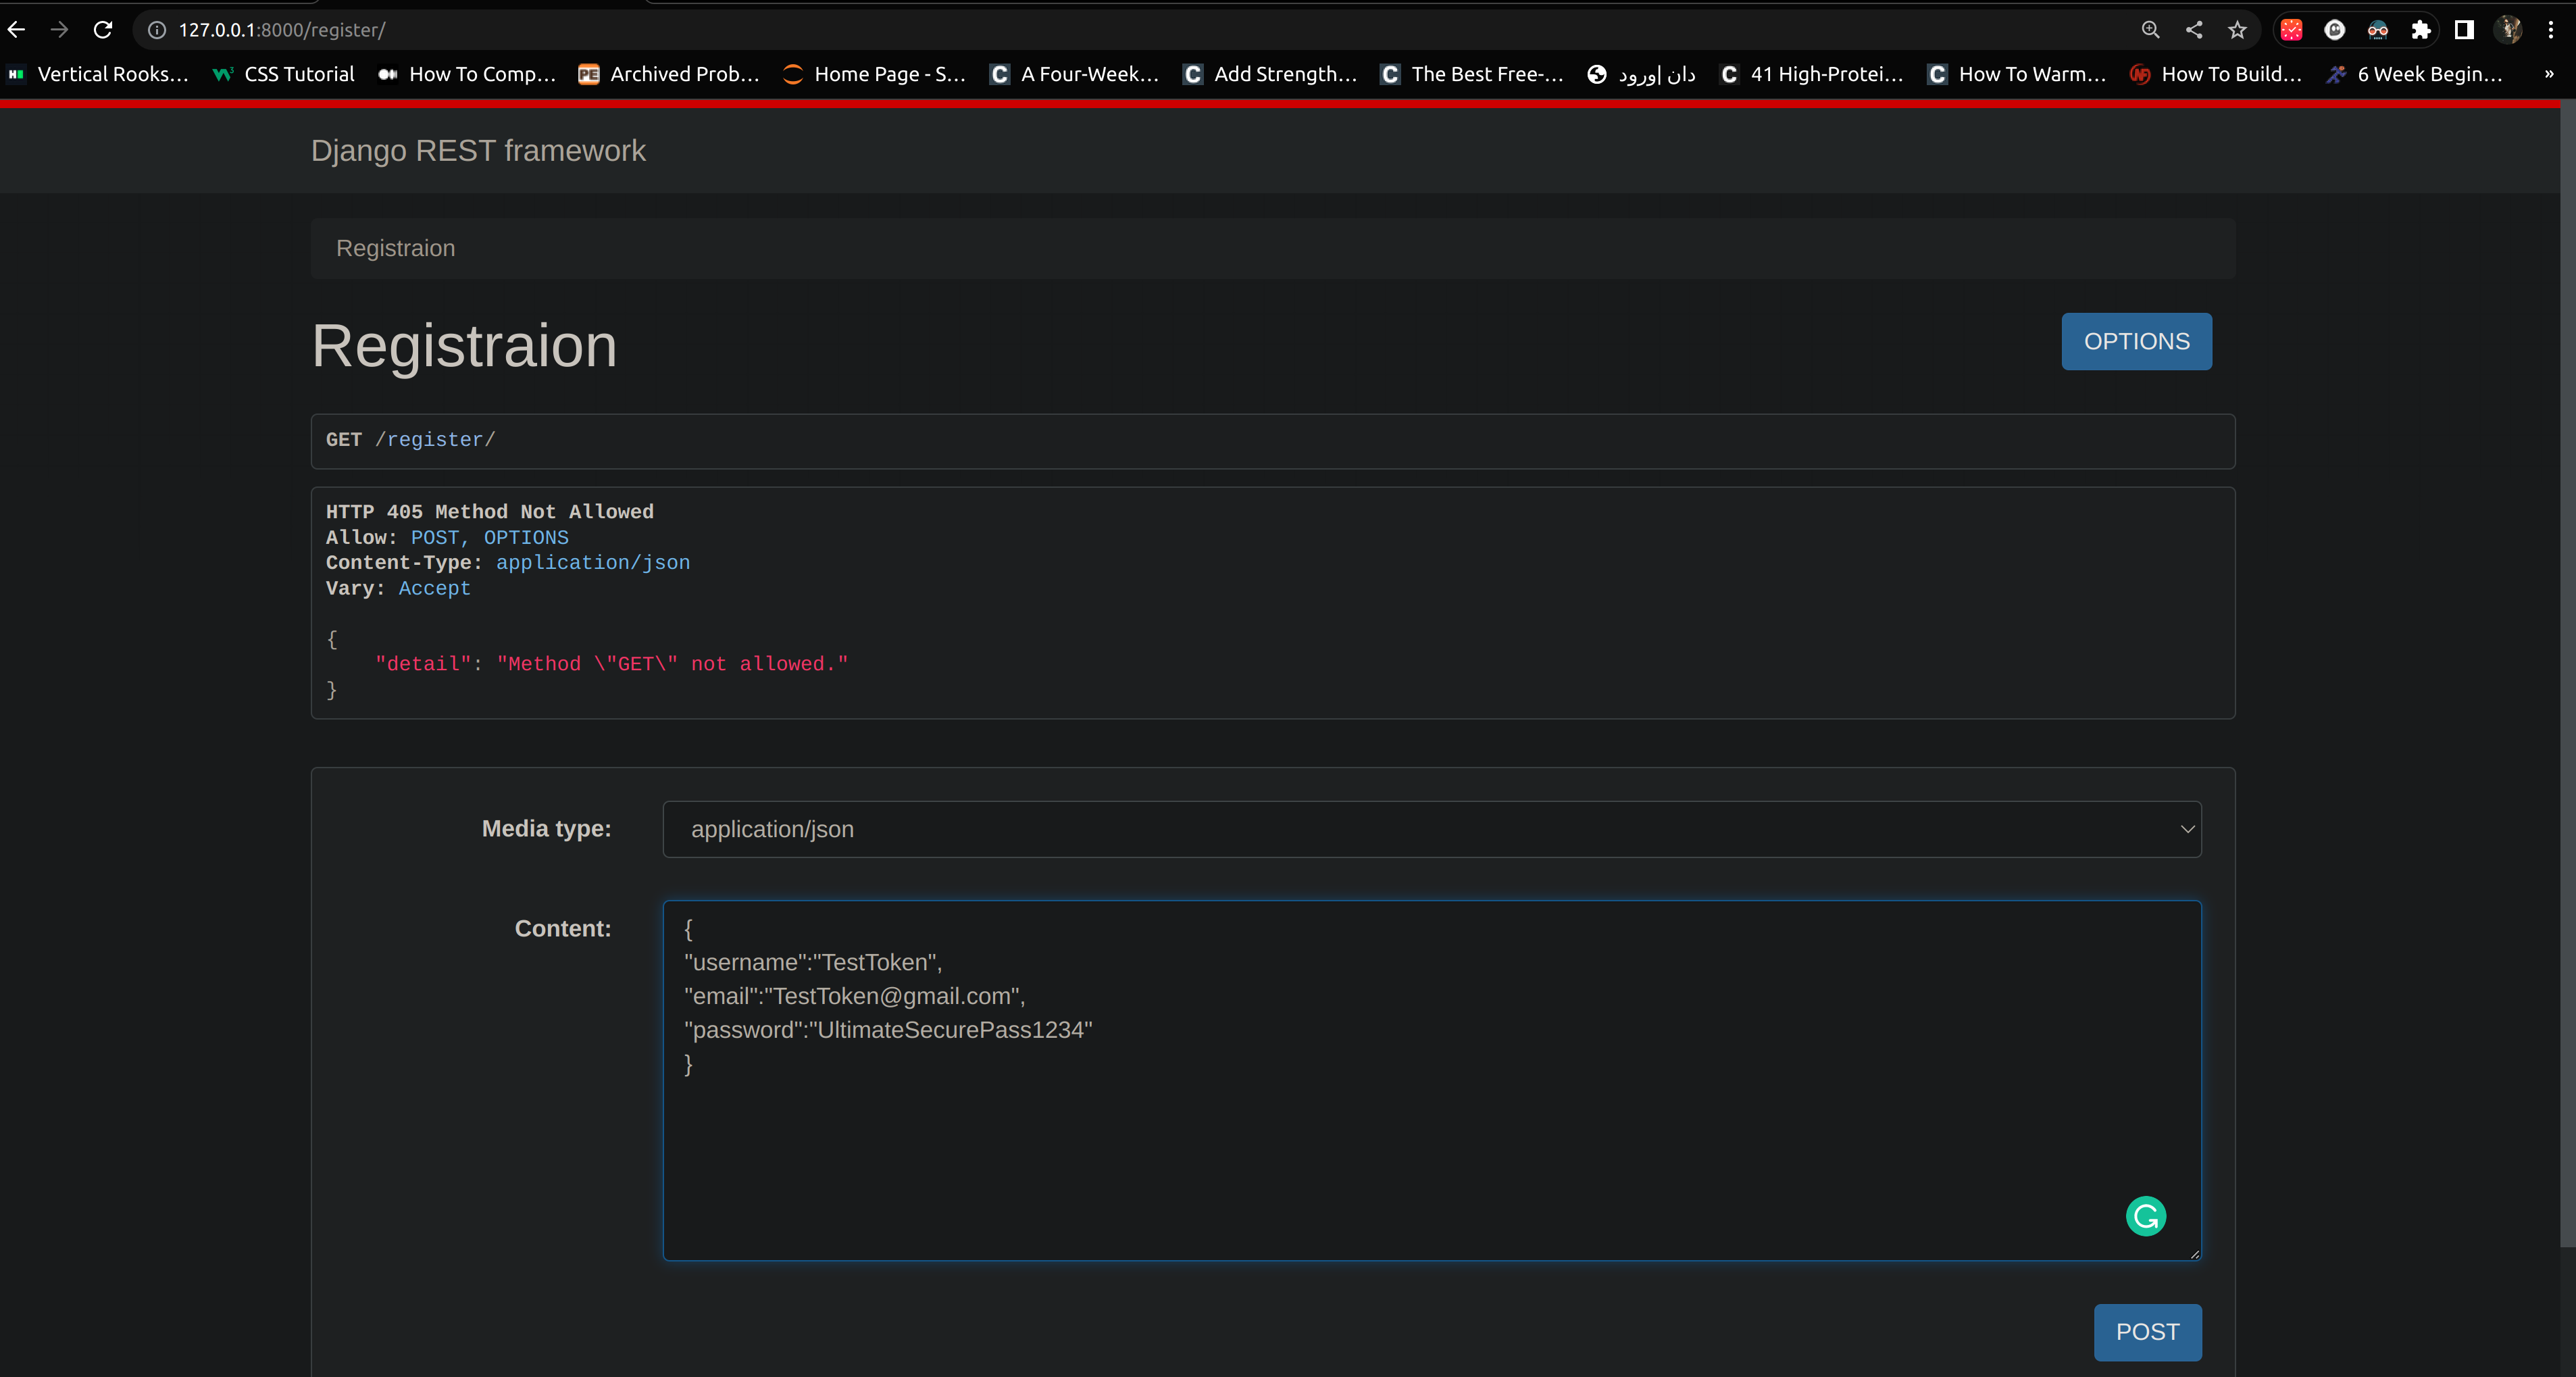 127.0.0.1:8000/register/
Vertical Rooks... CSS Tutorial How To Comp... PE Archived Prob... Home Page - S... C A Four-Week... C Add Strength... C The Best Free-... دان |ورود C 41 High-Protei... C How To Warm... NF How To Build... 6 Week Begin... »
Django REST framework
Registraion
Registraion
OPTIONS
GET /register/
HTTP 405 Method Not Allowed
Allow: POST, OPTIONS
Content-Type: application/json
Vary: Accept
{
"detail": "Method \"GET\" not allowed."
}
Media type: application/json
Content:
{
"username":"TestToken",
"email":"TestToken@gmail.com",
"password":"UltimateSecurePass1234"
}
POST